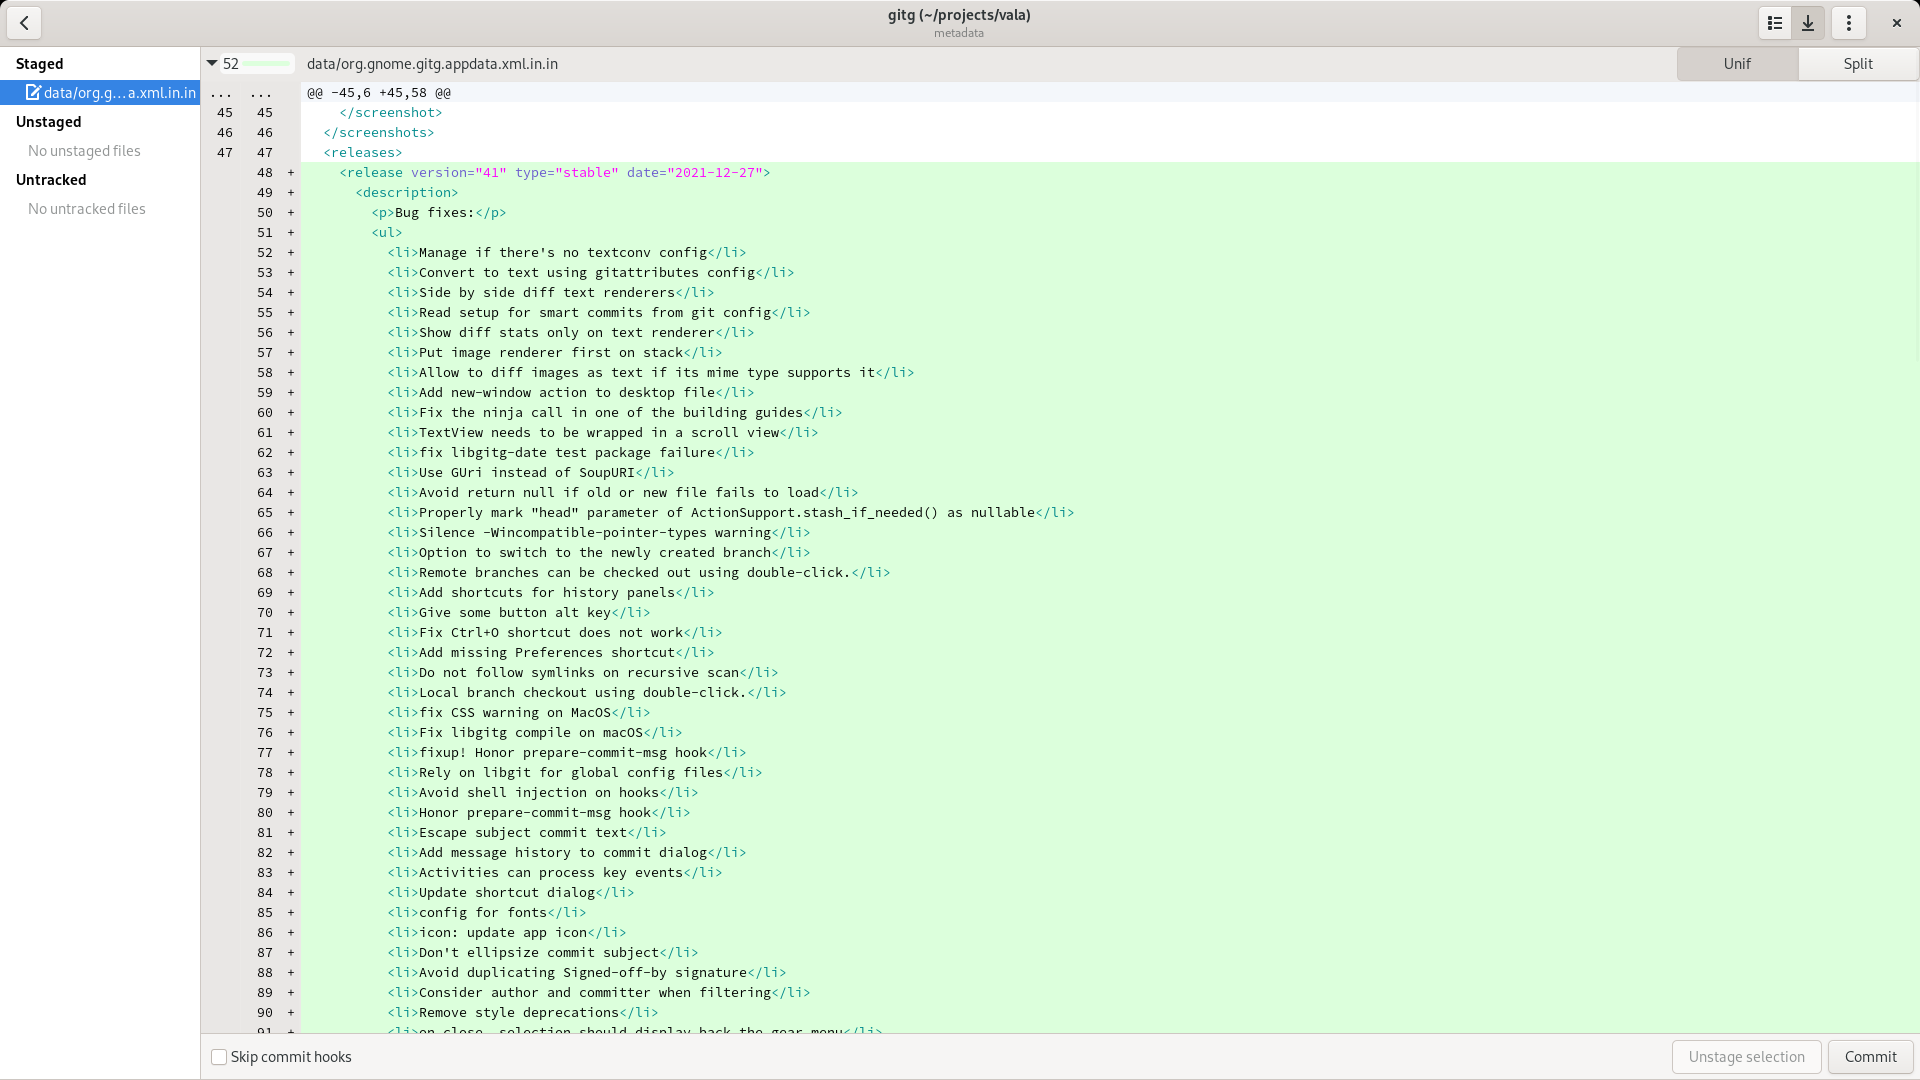 gitg (~/projects/vala)
metadata
Staged
data/org.g…a.xml.in.in
Unstaged
No unstaged files
Untracked
No untracked files
52 data/org.gnome.gitg.appdata.xml.in.in Unif Split
... ... @@ -45,6 +45,58 @@
45 45 </screenshot>
46 46 </screenshots>
47 47 <releases>
48 + <release version="41" type="stable" date="2021-12-27">
49 + <description>
50 + <p>Bug fixes:</p>
51 + <ul>
52 + <li>Manage if there's no textconv config</li>
53 + <li>Convert to text using gitattributes config</li>
54 + <li>Side by side diff text renderers</li>
55 + <li>Read setup for smart commits from git config</li>
56 + <li>Show diff stats only on text renderer</li>
57 + <li>Put image renderer first on stack</li>
58 + <li>Allow to diff images as text if its mime type supports it</li>
59 + <li>Add new-window action to desktop file</li>
60 + <li>Fix the ninja call in one of the building guides</li>
61 + <li>TextView needs to be wrapped in a scroll view</li>
62 + <li>fix libgitg-date test package failure</li>
63 + <li>Use GUri instead of SoupURI</li>
64 + <li>Avoid return null if old or new file fails to load</li>
65 + <li>Properly mark "head" parameter of ActionSupport.stash_if_needed() as nullable</li>
66 + <li>Silence -Wincompatible-pointer-types warning</li>
67 + <li>Option to switch to the newly created branch</li>
68 + <li>Remote branches can be checked out using double-click.</li>
69 + <li>Add shortcuts for history panels</li>
70 + <li>Give some button alt key</li>
71 + <li>Fix Ctrl+O shortcut does not work</li>
72 + <li>Add missing Preferences shortcut</li>
73 + <li>Do not follow symlinks on recursive scan</li>
74 + <li>Local branch checkout using double-click.</li>
75 + <li>fix CSS warning on MacOS</li>
76 + <li>Fix libgitg compile on macOS</li>
77 + <li>fixup! Honor prepare-commit-msg hook</li>
78 + <li>Rely on libgit for global config files</li>
79 + <li>Avoid shell injection on hooks</li>
80 + <li>Honor prepare-commit-msg hook</li>
81 + <li>Escape subject commit text</li>
82 + <li>Add message history to commit dialog</li>
83 + <li>Activities can process key events</li>
84 + <li>Update shortcut dialog</li>
85 + <li>config for fonts</li>
86 + <li>icon: update app icon</li>
87 + <li>Don't ellipsize commit subject</li>
88 + <li>Avoid duplicating Signed-off-by signature</li>
89 + <li>Consider author and committer when filtering</li>
90 + <li>Remove style deprecations</li>
91 + <li>on close, selection should display back the gear menu</li>
Skip commit hooks Unstage selection Commit